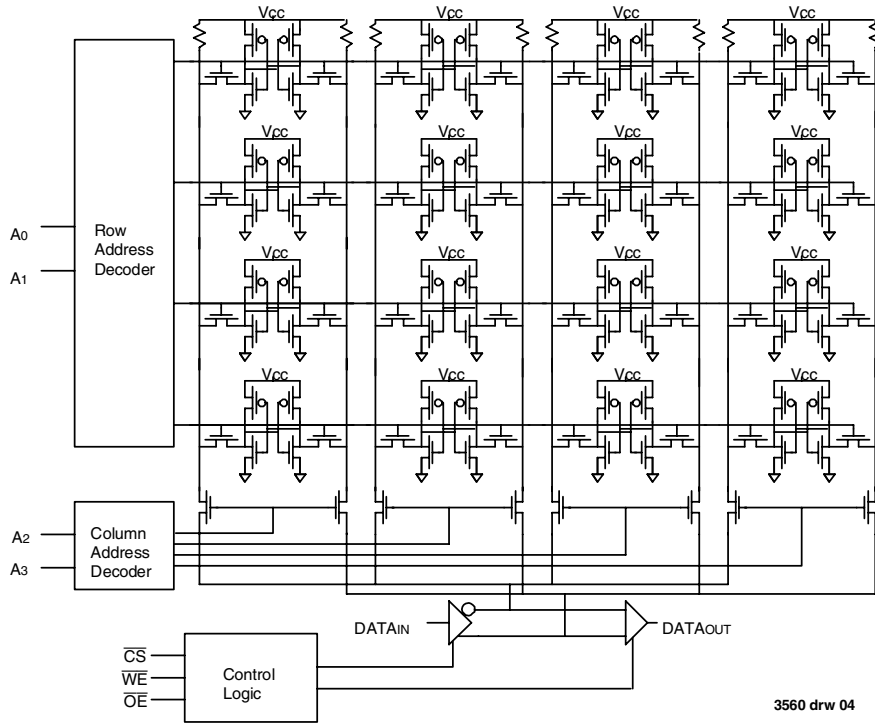 Vcc Vcc Vcc Vcc
Vcc Vcc Vcc Vcc
A0
Row
Address
Decoder
A1
Vcc Vcc Vcc Vcc
Vcc Vcc Vcc Vcc
A2
Column
Address
Decoder
A3
DATAIN
DATAOUT
CS
WE
OE
Control
Logic
3560 drw 04